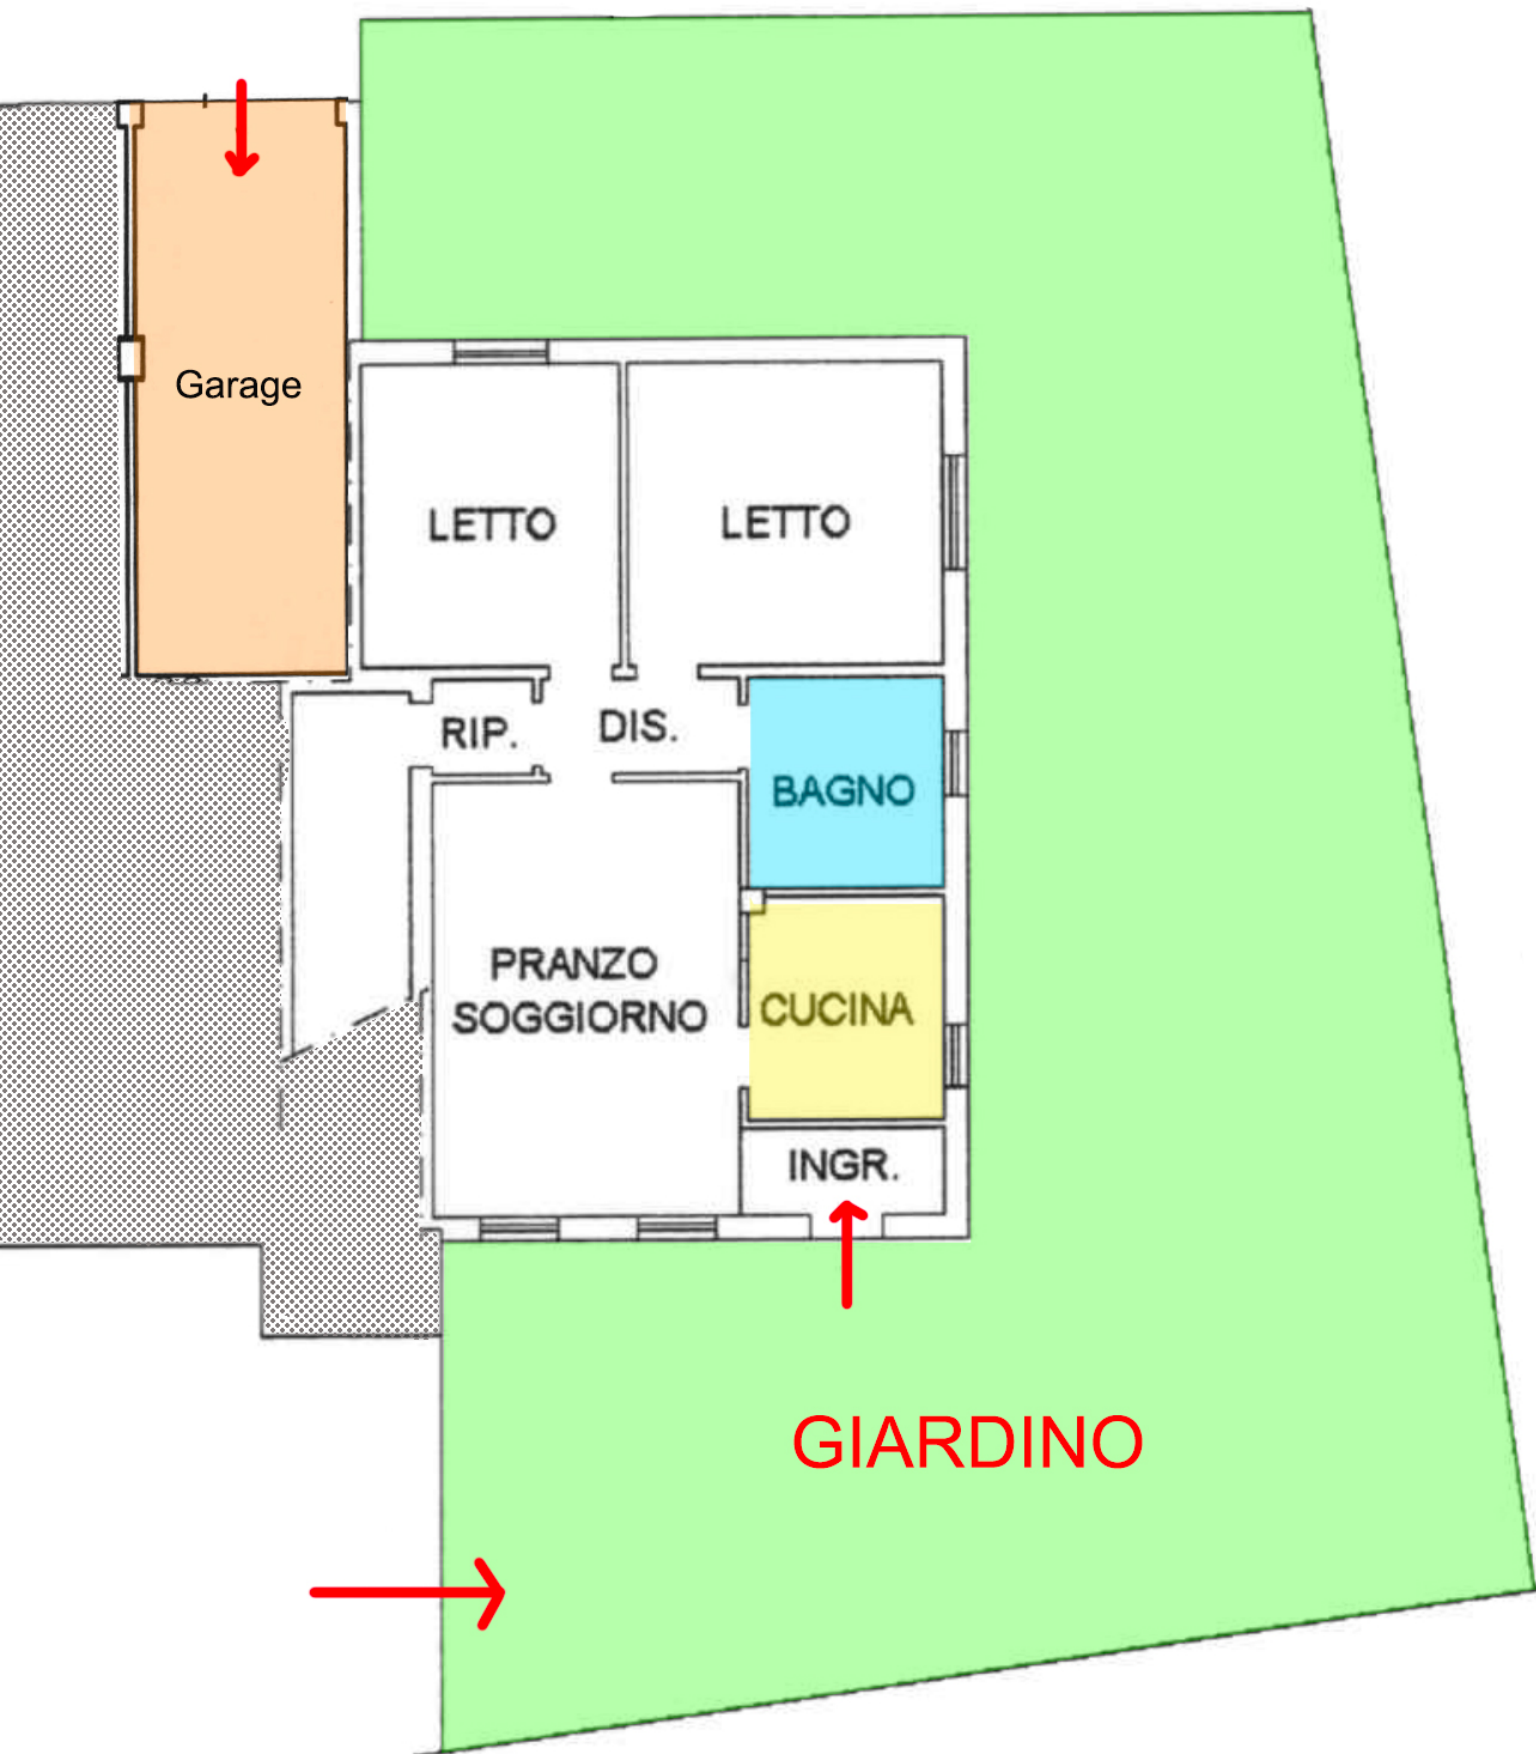 Garage
LETTO
LETTO
RIP.
DIS.
BAGNO
PRANZO
SOGGIORNO
CUCINA
INGR.
GIARDINO